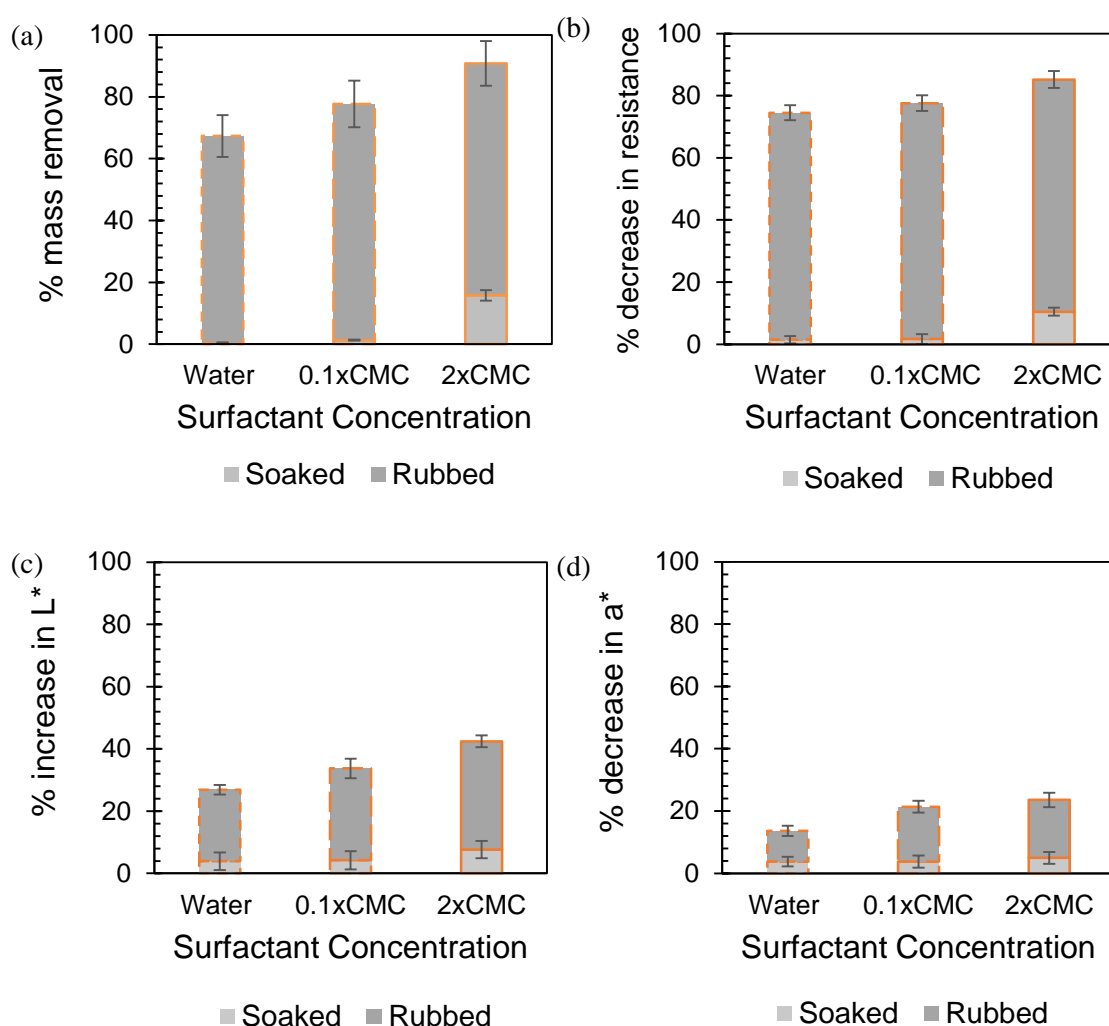 (a)
% mass removal
100
80
60
40
20
0
Water 0.1xCMC 2xCMC
Surfactant Concentration
Soaked Rubbed
(b)
% decrease in resistance
100
80
60
40
20
0
Water 0.1xCMC 2xCMC
Surfactant Concentration
Soaked Rubbed
(c)
% increase in L*
100
80
60
40
20
0
Water 0.1xCMC 2xCMC
Surfactant Concentration
Soaked Rubbed
(d)
% decrease in a*
100
80
60
40
20
0
Water 0.1xCMC 2xCMC
Surfactant Concentration
Soaked Rubbed